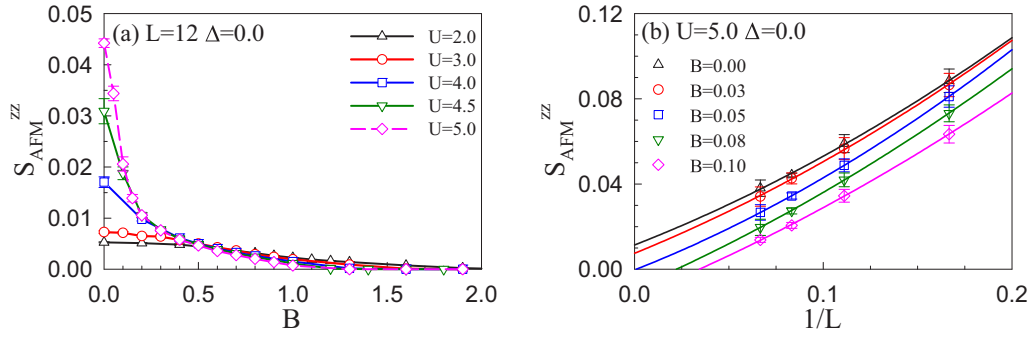 (a) L=12 Δ=0.0
U=2.0
U=3.0
U=4.0
U=4.5
U=5.0
0.05
0.04
0.03
0.02
0.01
0.00
0.0 0.5 1.0 1.5 2.0
B
S_AFM^zz
(b) U=5.0 Δ=0.0
B=0.00
B=0.03
B=0.05
B=0.08
B=0.10
0.12
0.08
0.04
0.00
0.0 0.1 0.2
1/L
S_AFM^zz